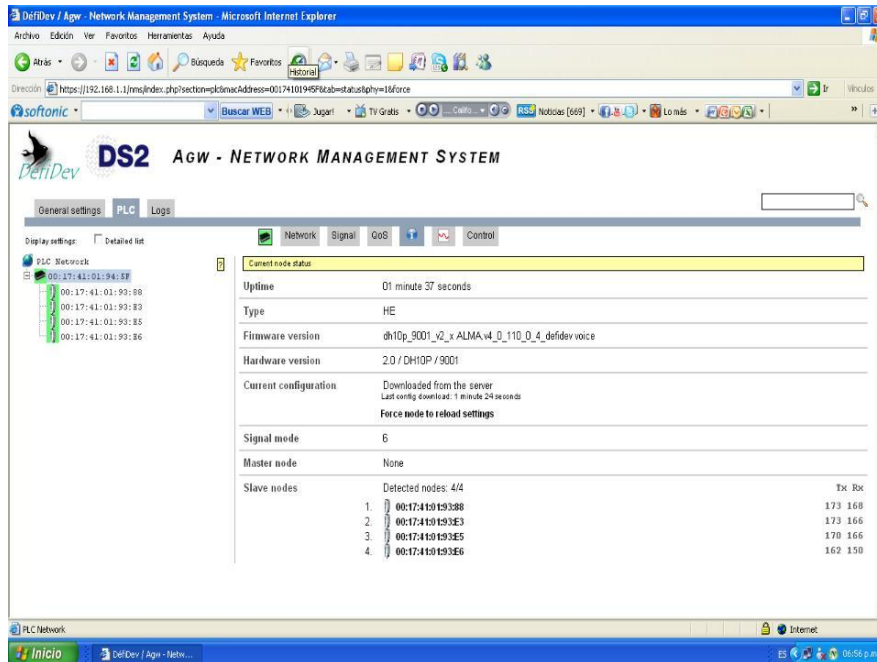 DéfiDev / Agw - Network Management System - Microsoft Internet Explorer
Archivo Edición Ver Favoritos Herramientas Ayuda
Atrás Búsqueda Favoritos
Historial
Dirección https://192.168.1.1/nms/index.php?section=plc&macAddress=00174101945F&tab=status&phy=1&force Ir Vínculos
softonic Buscar WEB Jugar! TV Gratis Califo... RSS Noticias [669] Lo más »
DefiDev DS2 AGW - NETWORK MANAGEMENT SYSTEM
General settings PLC Logs
Display settings: Detailed list
Network Signal QoS Control
PLC Network
00:17:41:01:94:5F
00:17:41:01:93:88
00:17:41:01:93:E3
00:17:41:01:93:E5
00:17:41:01:93:E6
? Current node status
Uptime 01 minute 37 seconds
Type HE
Firmware version dh10p_9001_v2_x ALMA.v4_0_110_0_4_defidev voice
Hardware version 2.0 / DH10P / 9001
Current configuration Downloaded from the server
Last config download: 1 minute 24 seconds
Force node to reload settings
Signal mode 6
Master node None
Slave nodes Detected nodes: 4/4 Tx Rx
1. 00:17:41:01:93:88 173 168
2. 00:17:41:01:93:E3 173 166
3. 00:17:41:01:93:E5 170 166
4. 00:17:41:01:93:E6 162 150
PLC Network Internet
Inicio DéfiDev / Agw - Netw... ES 06:56 p.m.